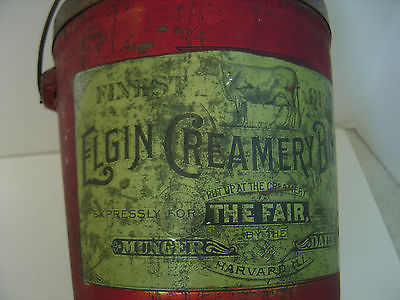 FINEST
ELGIN CREAMERY
PUT UP AT THE CREAMERY
EXPRESSLY FOR THE FAIR,
BY THE
MUNGER
HARVARD ILL.